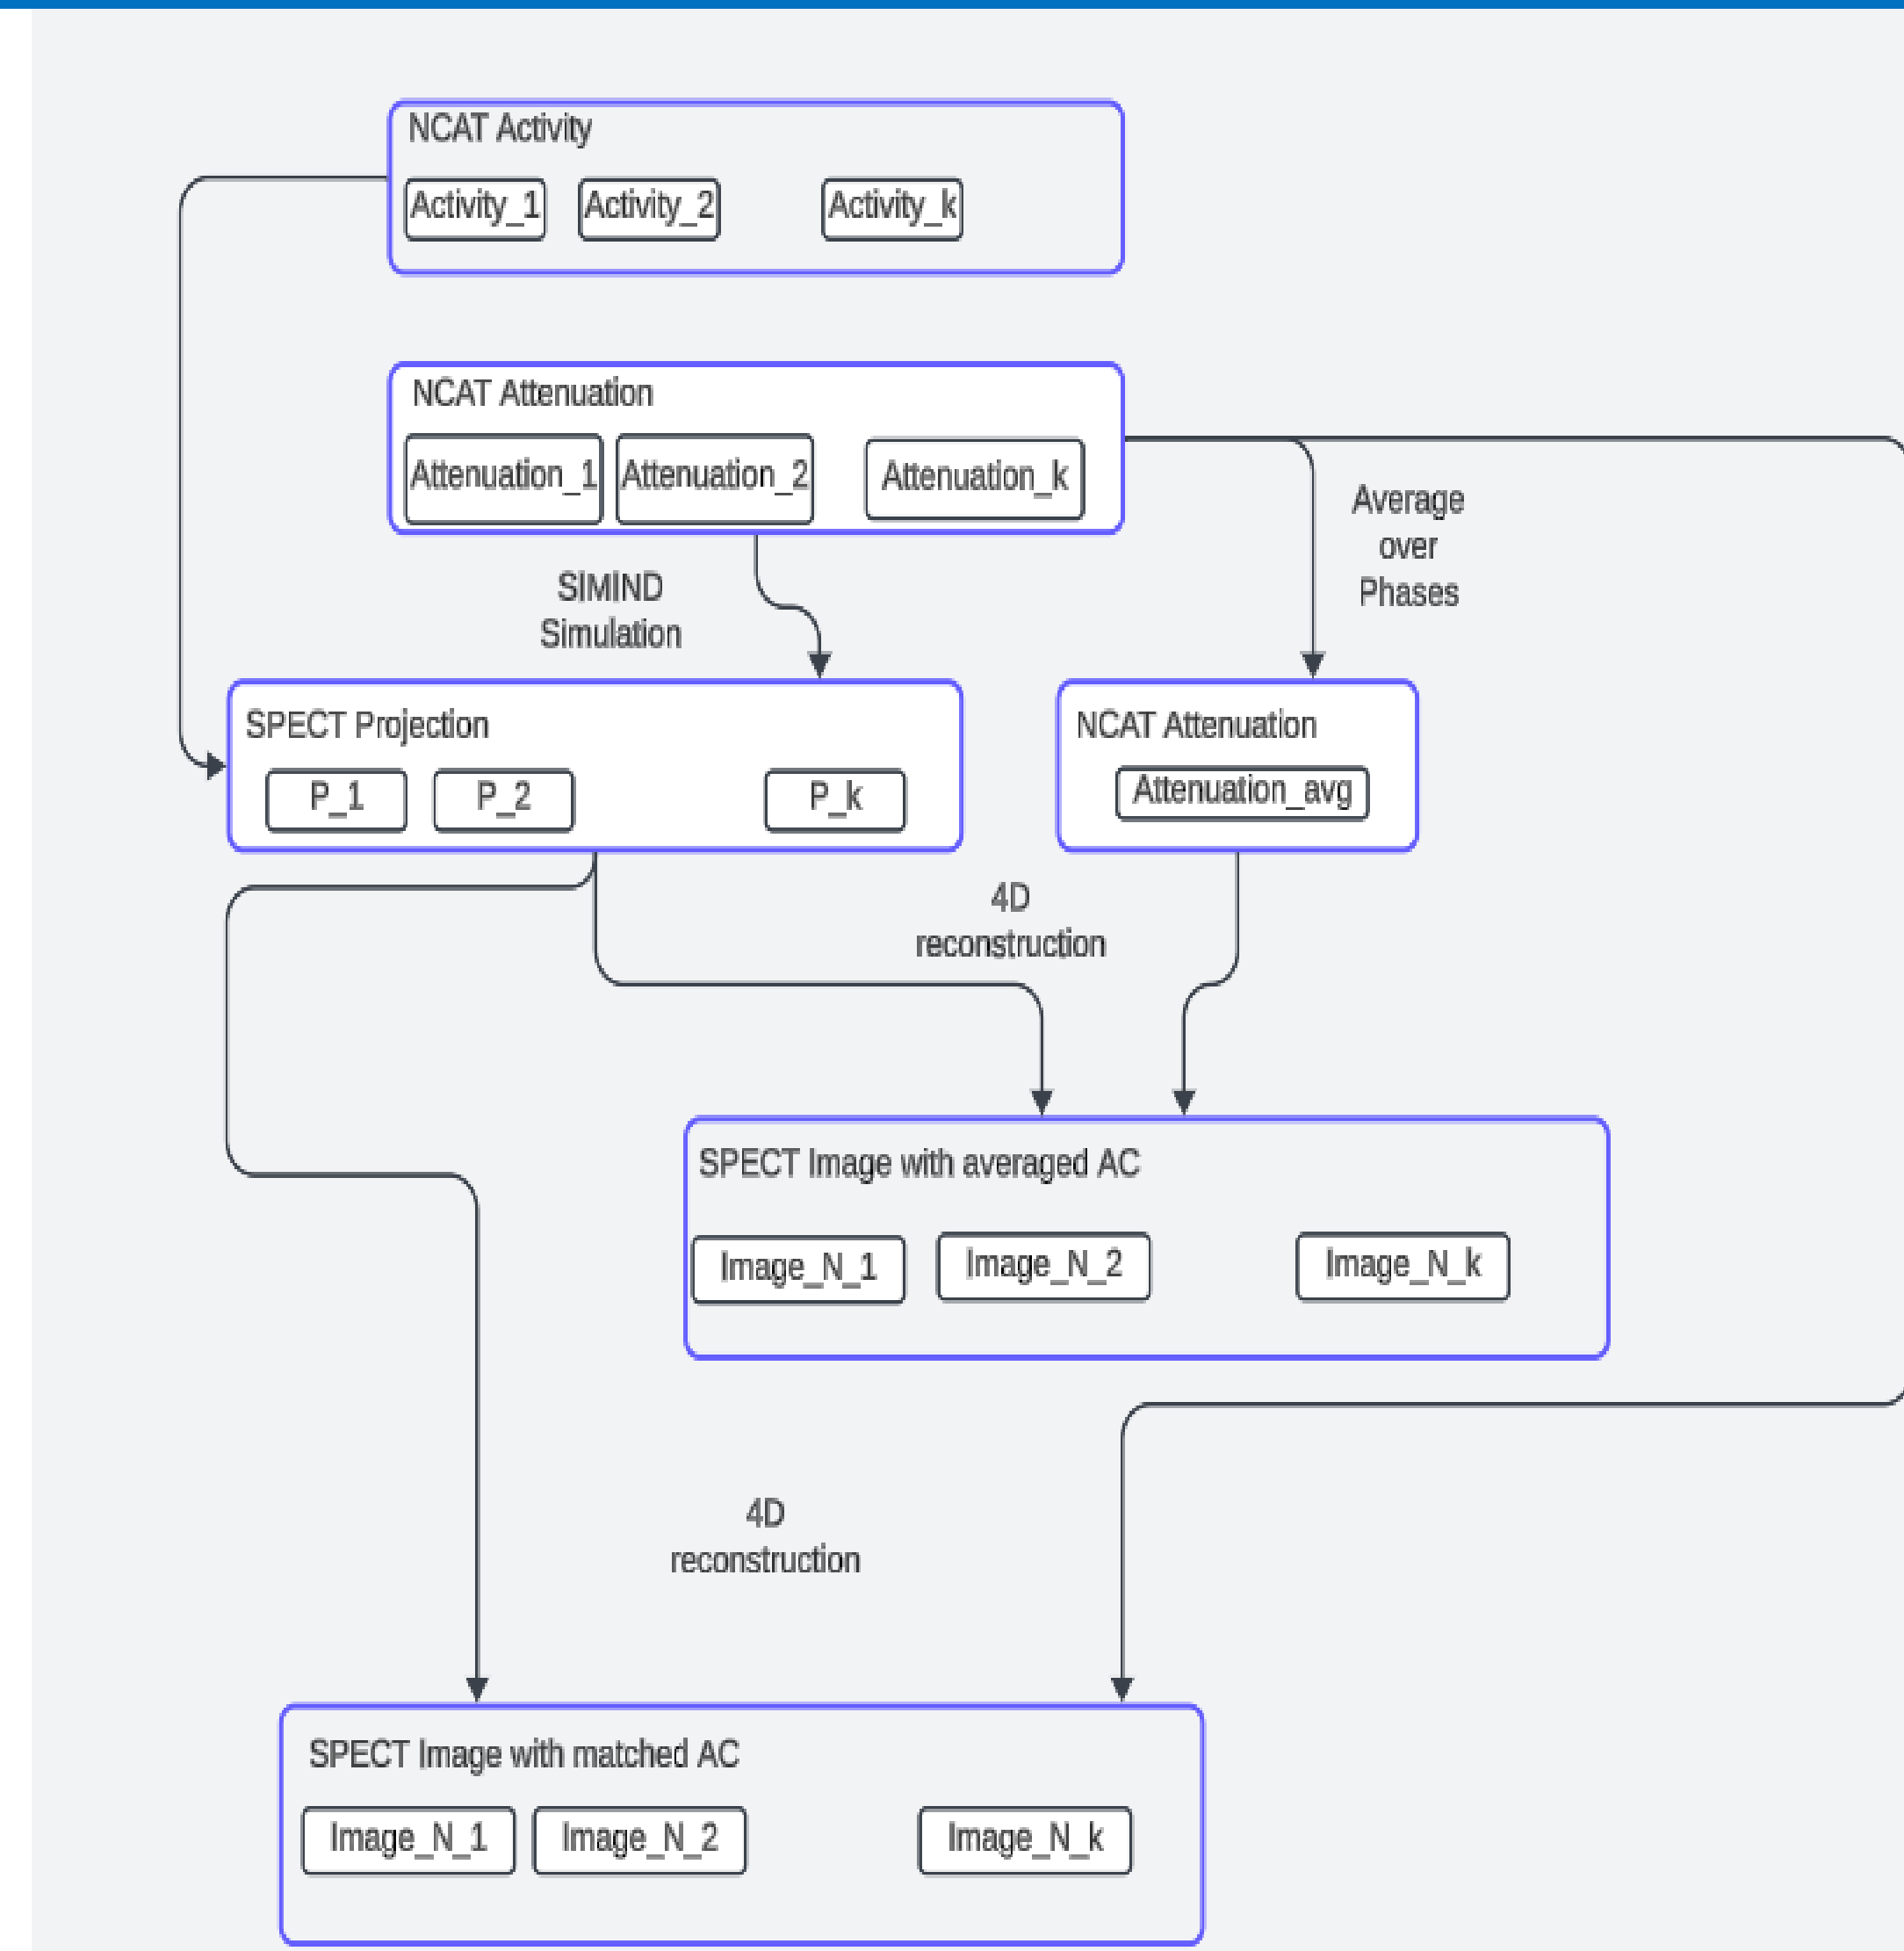 NCAT Activity
Activity_1
Activity_2
Activity_k
NCAT Attenuation
Attenuation_1
Attenuation_2
Attenuation_k
Average
over
Phases
SIMIND
Simulation
SPECT Projection
P_1
P_2
P_k
NCAT Attenuation
Attenuation_avg
4D
reconstruction
SPECT Image with averaged AC
Image_N_1
Image_N_2
Image_N_k
4D
reconstruction
SPECT Image with matched AC
Image_N_1
Image_N_2
Image_N_k